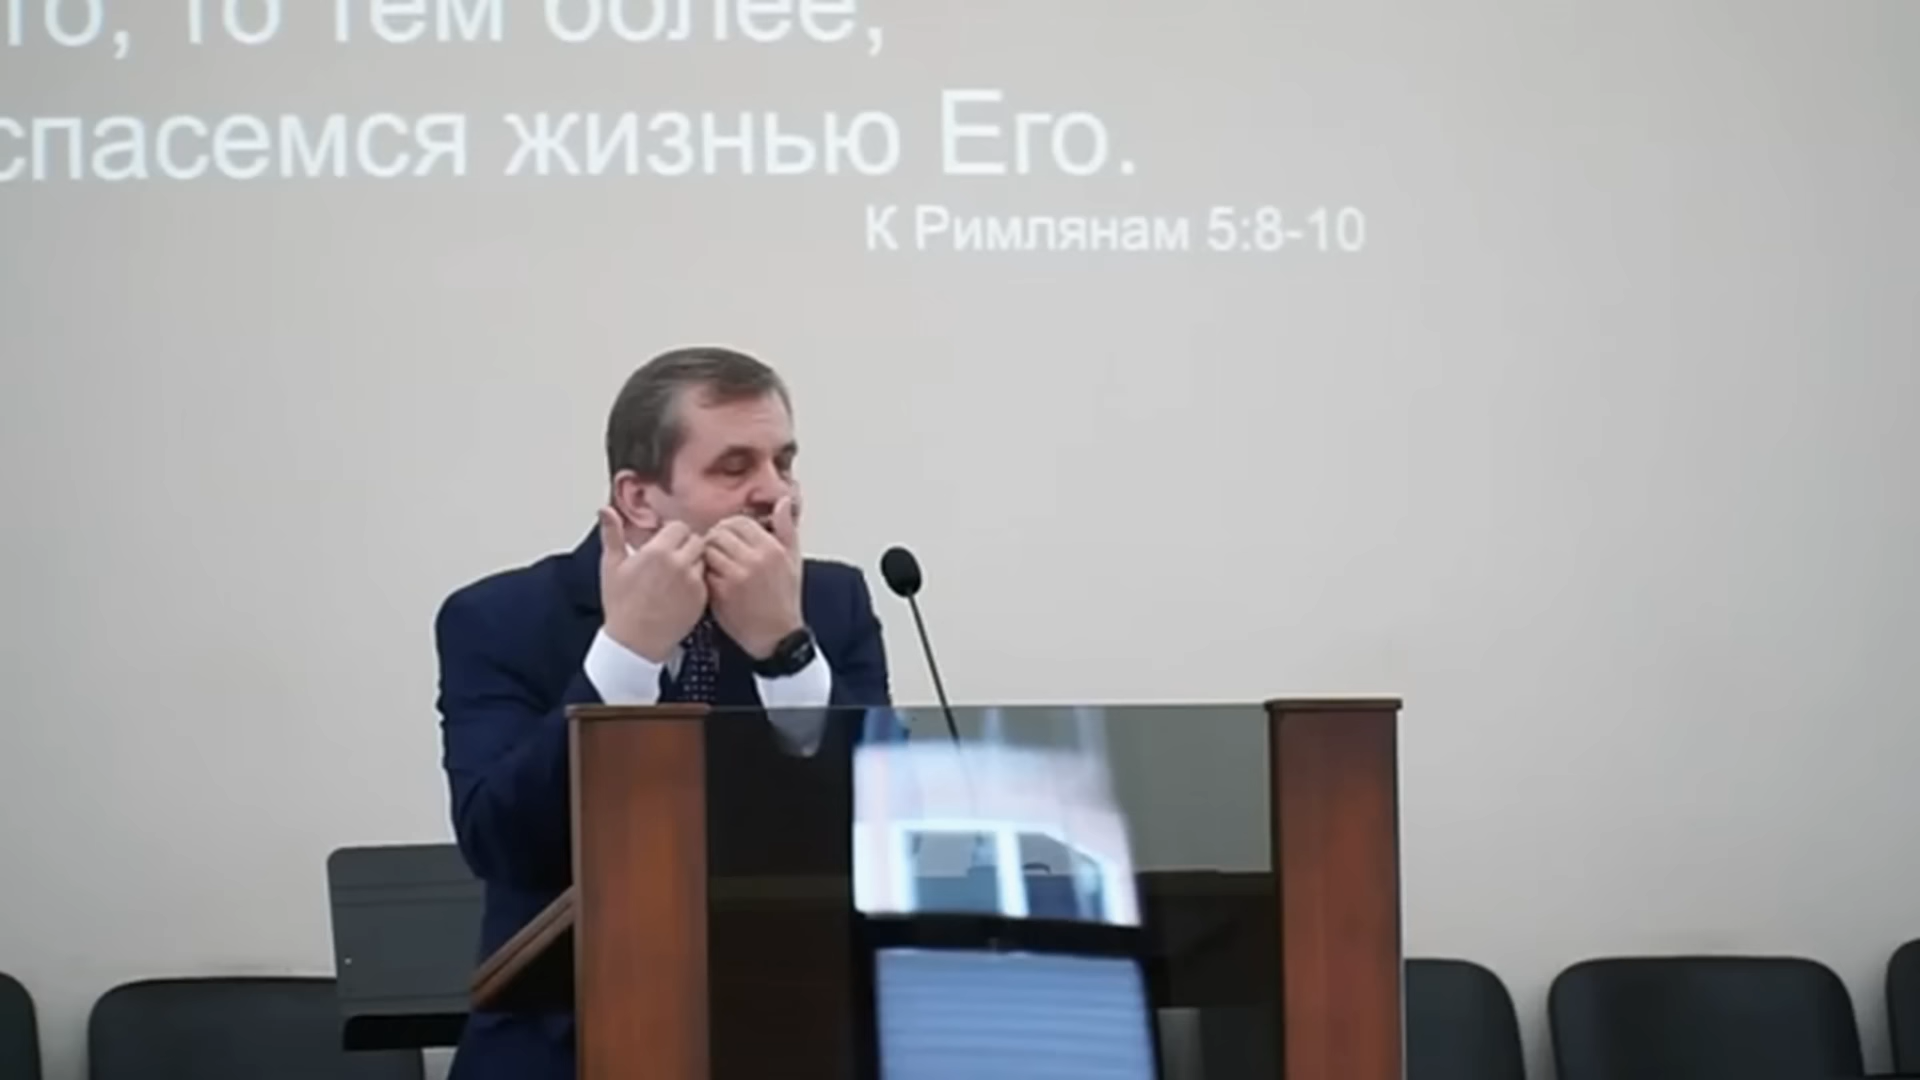 то тем более,
спасемся жизнью Его.
К Римлянам 5:8-10